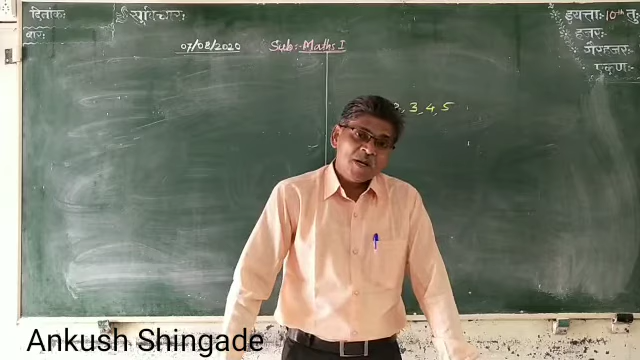 दिनांक:
सुविचार:
इयत्ता:- 10th तु:
वार:
हजर:-
07/08/2020
Sub:- Maths I
गैरहजर:-
एकूण:-
2, 3, 4, 5
Ankush Shingade